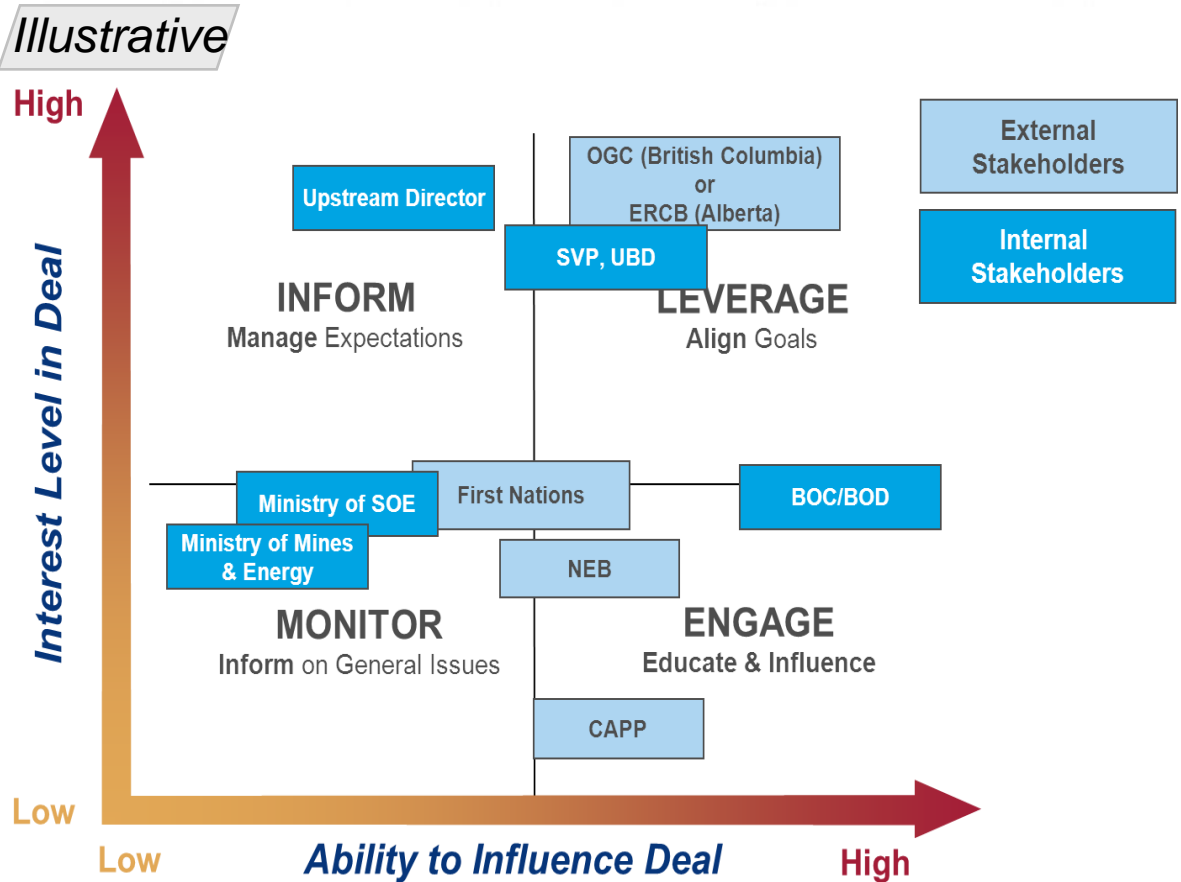 Illustrative
High
External
Stakeholders
OGC (British Columbia)
or
ERCB (Alberta)
Upstream Director
Internal
Stakeholders
SVP, UBD
INFORM
Manage Expectations
LEVERAGE
Align Goals
Interest Level in Deal
Ministry of SOE
First Nations
BOC/BOD
Ministry of Mines
& Energy
NEB
MONITOR
Inform on General Issues
ENGAGE
Educate & Influence
CAPP
Low
Low
Ability to Influence Deal
High